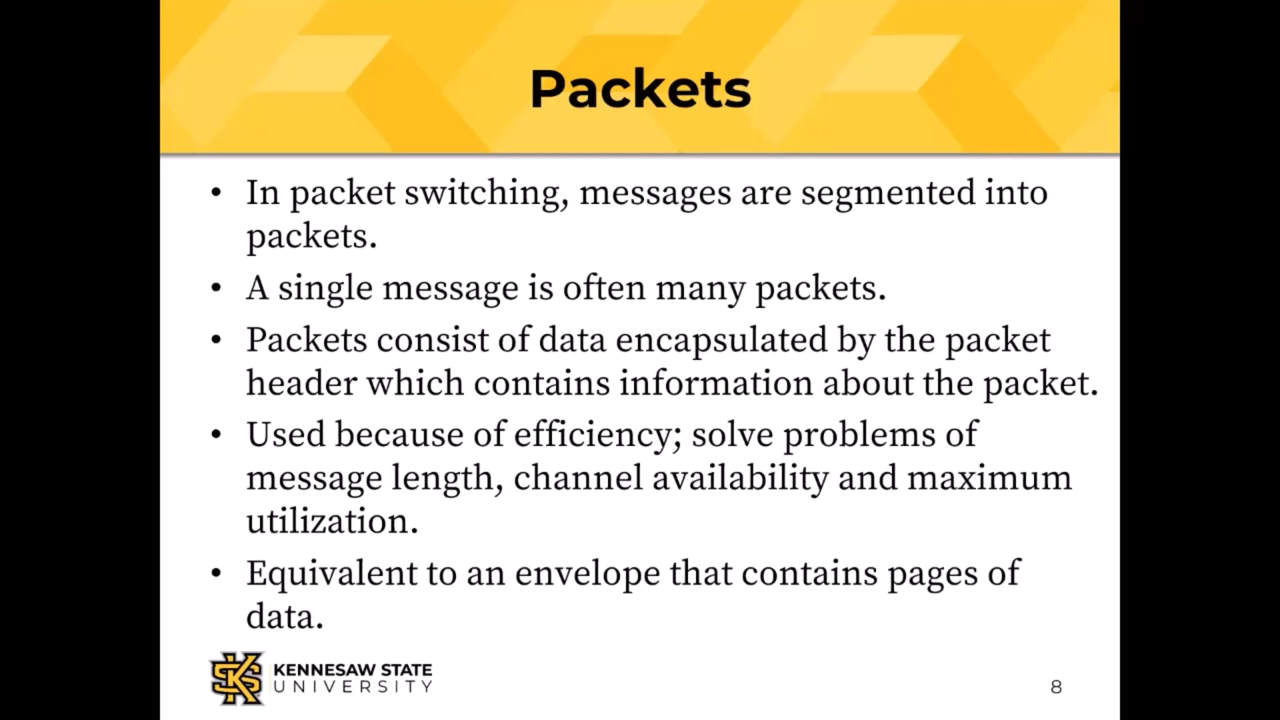 Packets
• In packet switching, messages are segmented into
packets.
• A single message is often many packets.
• Packets consist of data encapsulated by the packet
header which contains information about the packet.
• Used because of efficiency; solve problems of
message length, channel availability and maximum
utilization.
• Equivalent to an envelope that contains pages of
data.
KENNESAW STATE
UNIVERSITY
8